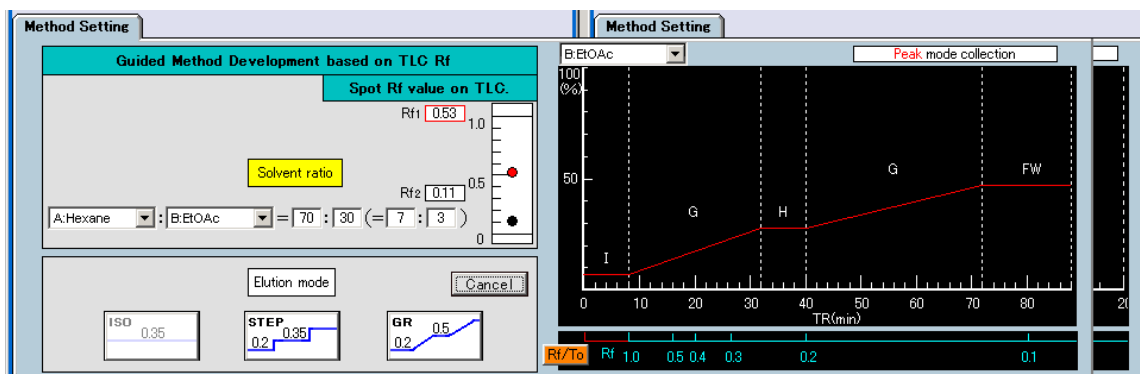 Method Setting
Guided Method Development based on TLC Rf
Spot Rf value on TLC.
Rf1 0.53
1.0
Solvent ratio
0.5
Rf2 0.11
A:Hexane : B:EtOAc = 70 : 30 (= 7 : 3 )
0
Elution mode
Cancel
ISO
0.35
STEP
0.2 0.35
GR
0.2 0.5
Method Setting
B:EtOAc
Peak mode collection
100
(%)
50
I G H G FW
0 10 20 30 40 50 60 70 80
TR(min)
Rf/To Rf 1.0 0.5 0.4 0.3 0.2 0.1